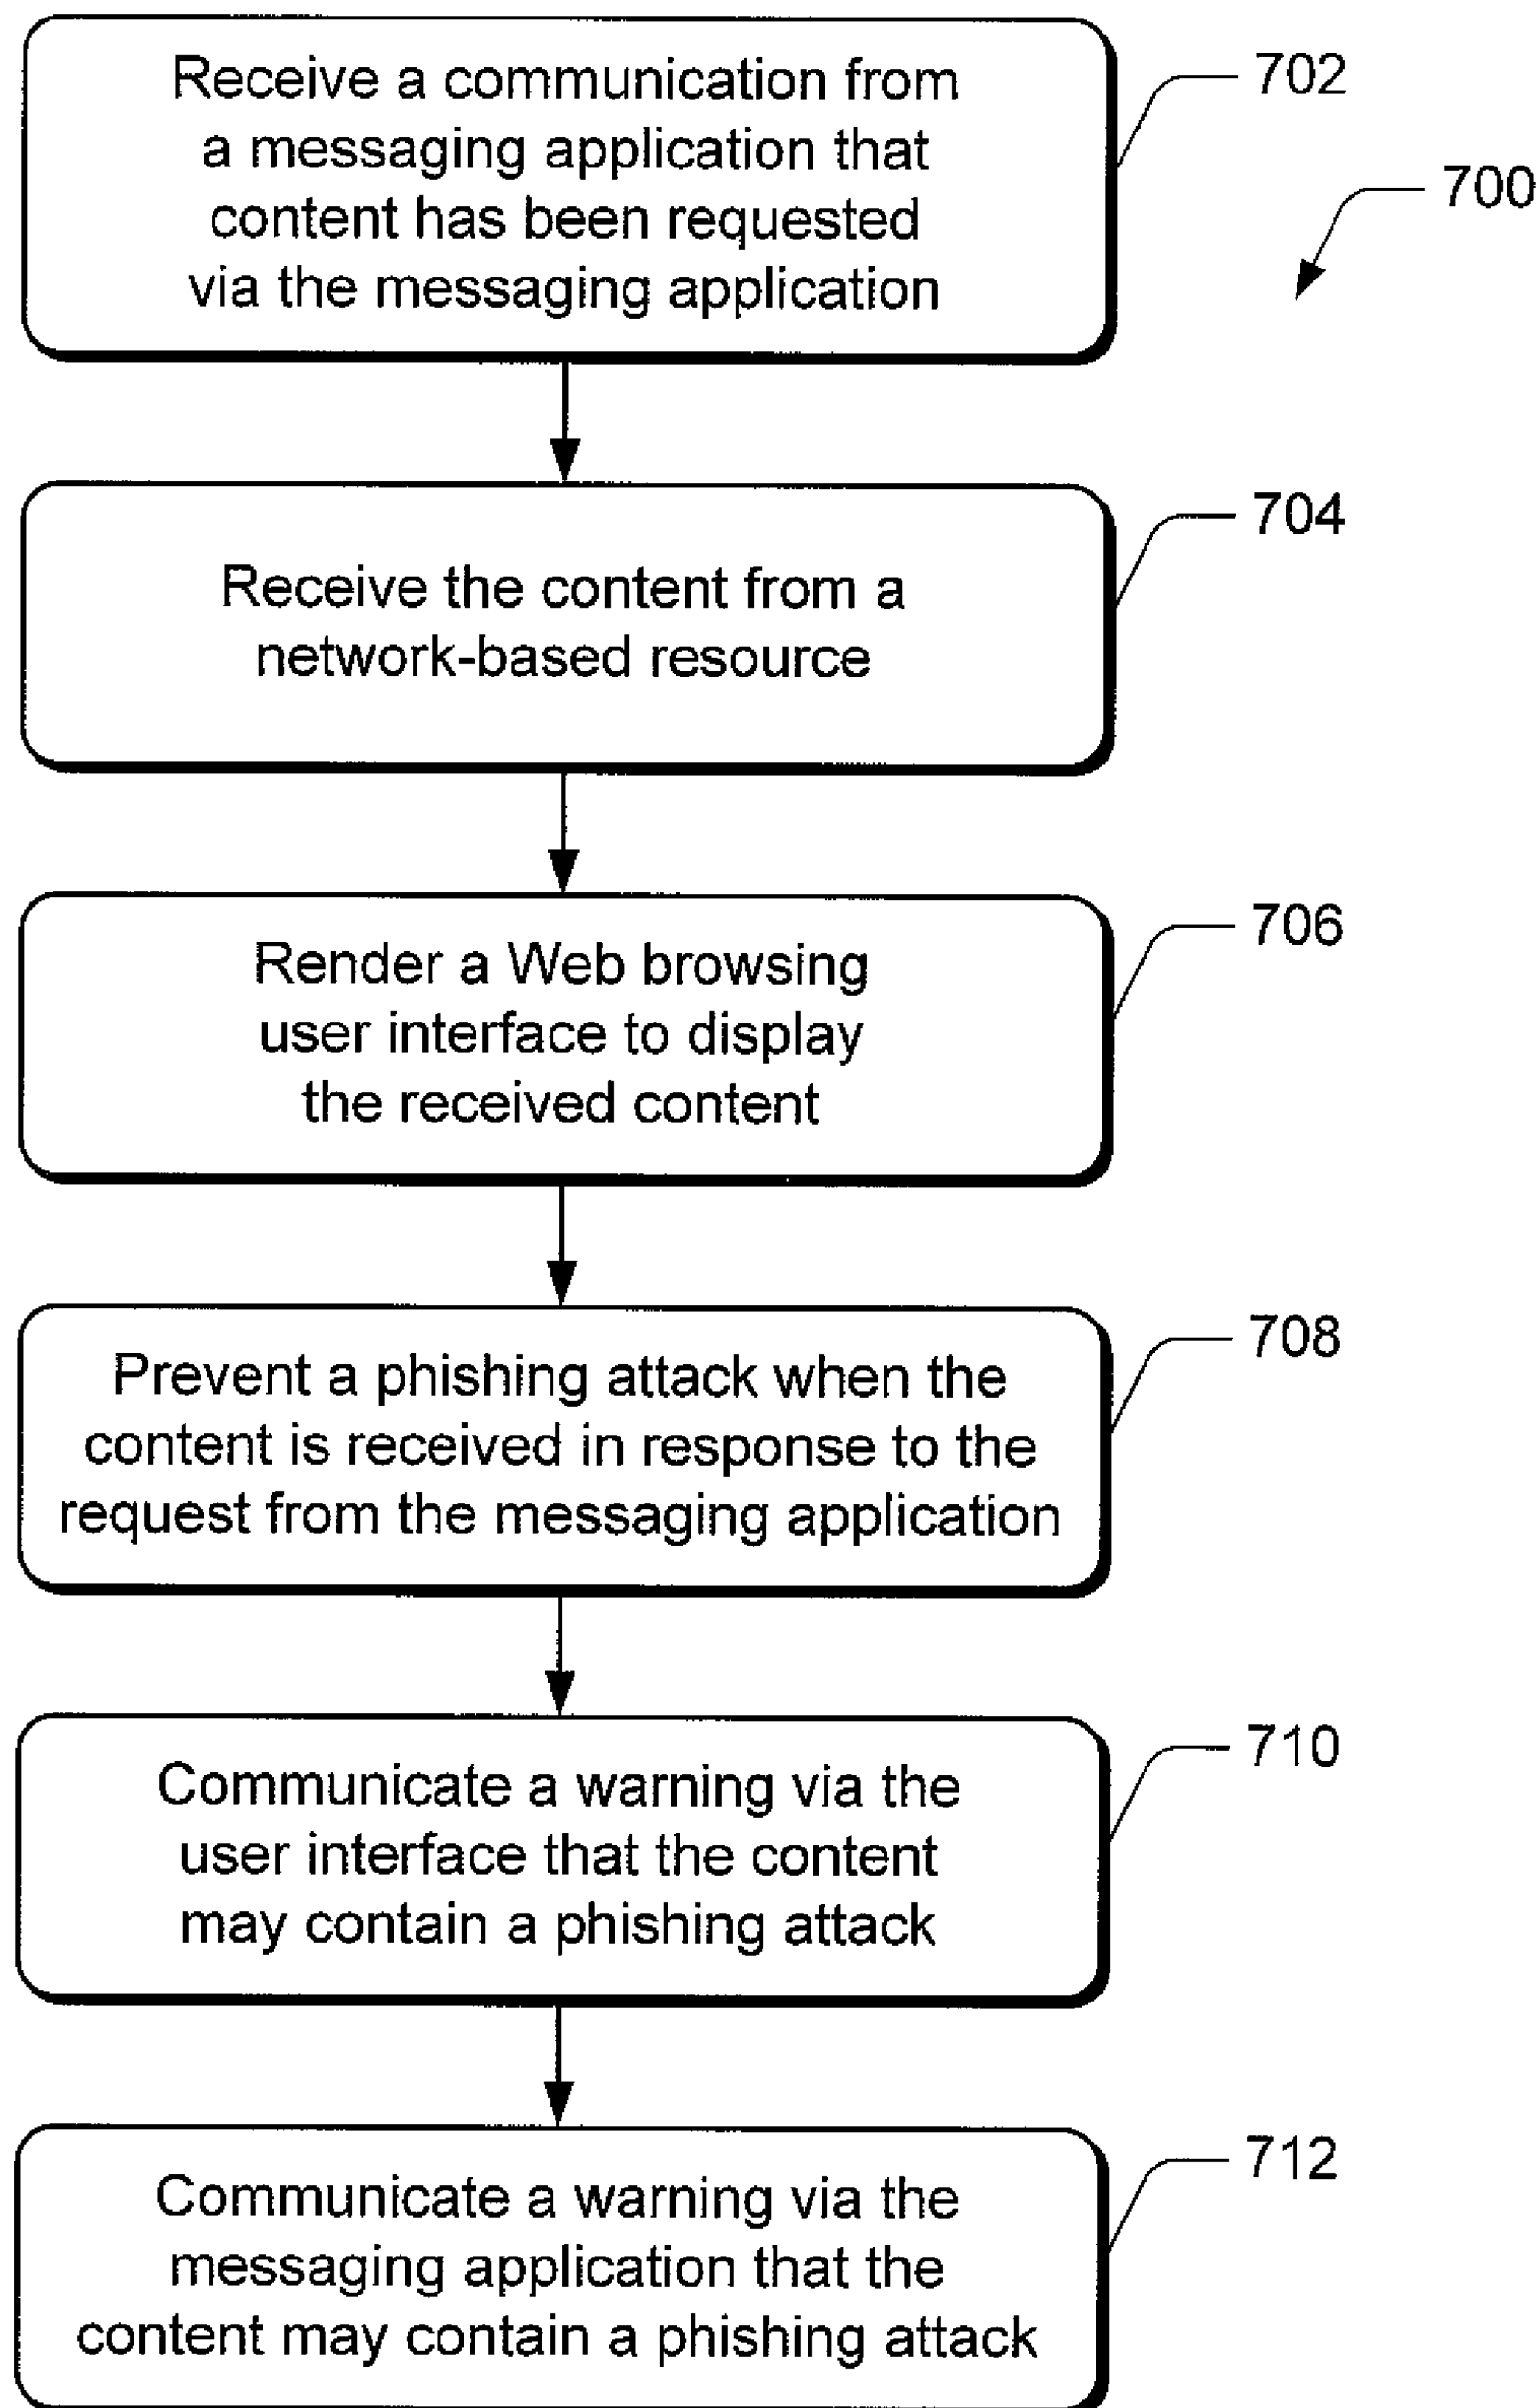 Receive a communication from
a messaging application that
content has been requested
via the messaging application
702
700
Receive the content from a
network-based resource
704
Render a Web browsing
user interface to display
the received content
706
Prevent a phishing attack when the
content is received in response to the
request from the messaging application
708
Communicate a warning via the
user interface that the content
may contain a phishing attack
710
Communicate a warning via the
messaging application that the
content may contain a phishing attack
712